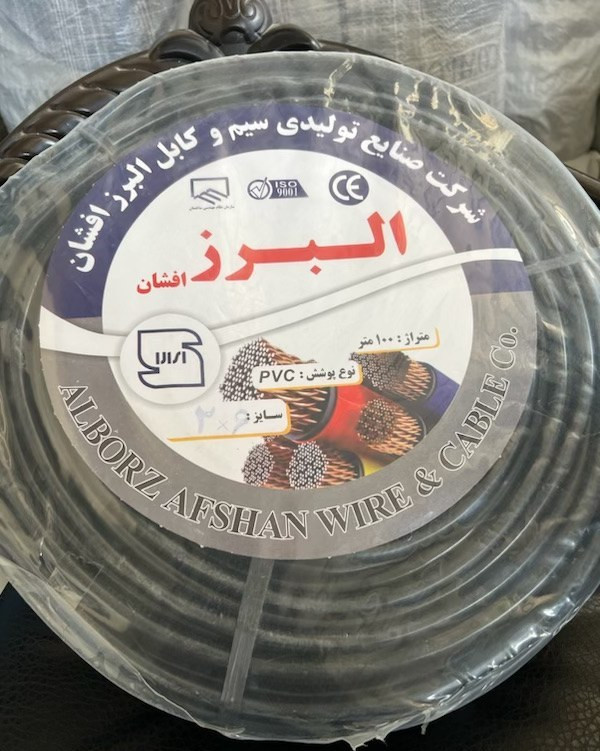 شرکت صنایع تولیدی سیم و کابل البرز افشان
ISO
9001
CE
البرز
افشان
متراژ : ۱۰۰ متر
نوع پوشش : PVC
سایز : ۲×۶
ALBORZ AFSHAN WIRE & CABLE Co.